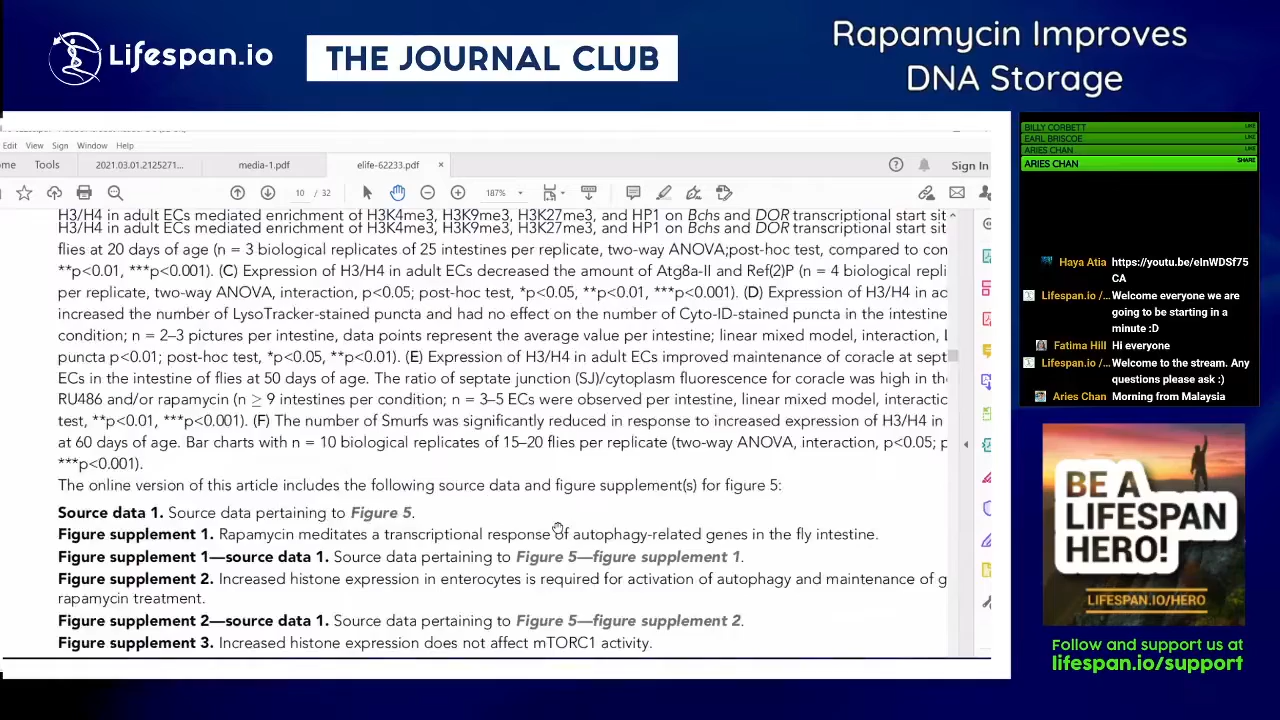 Lifespan.io
THE JOURNAL CLUB
Rapamycin Improves
DNA Storage
Edit View Sign Window Help
ome Tools 2021.03.01.2125271... media-1.pdf elife-62233.pdf × Sign In
10 / 32 187%
H3/H4 in adult ECs mediated enrichment of H3K4me3, H3K9me3, H3K27me3, and HP1 on Bchs and DOR transcriptional start sit
H3/H4 in adult ECs mediated enrichment of H3K4me3, H3K9me3, H3K27me3, and HP1 on Bchs and DOR transcriptional start sit
flies at 20 days of age (n = 3 biological replicates of 25 intestines per replicate, two-way ANOVA;post-hoc test, compared to con
**p<0.01, ***p<0.001). (C) Expression of H3/H4 in adult ECs decreased the amount of Atg8a-II and Ref(2)P (n = 4 biological repli
per replicate, two-way ANOVA, interaction, p<0.05; post-hoc test, *p<0.05, **p<0.01, ***p<0.001). (D) Expression of H3/H4 in ac
increased the number of LysoTracker-stained puncta and had no effect on the number of Cyto-ID-stained puncta in the intestine
condition; n = 2–3 pictures per intestine, data points represent the average value per intestine; linear mixed model, interaction, L
puncta p<0.01; post-hoc test, *p<0.05, **p<0.01). (E) Expression of H3/H4 in adult ECs improved maintenance of coracle at sept
ECs in the intestine of flies at 50 days of age. The ratio of septate junction (SJ)/cytoplasm fluorescence for coracle was high in the
RU486 and/or rapamycin (n ≥ 9 intestines per condition; n = 3–5 ECs were observed per intestine, linear mixed model, interactic
test, **p<0.01, ***p<0.001). (F) The number of Smurfs was significantly reduced in response to increased expression of H3/H4 in
at 60 days of age. Bar charts with n = 10 biological replicates of 15–20 flies per replicate (two-way ANOVA, interaction, p<0.05; p
***p<0.001).
The online version of this article includes the following source data and figure supplement(s) for figure 5:
Source data 1. Source data pertaining to Figure 5.
Figure supplement 1. Rapamycin meditates a transcriptional response of autophagy-related genes in the fly intestine.
Figure supplement 1—source data 1. Source data pertaining to Figure 5—figure supplement 1.
Figure supplement 2. Increased histone expression in enterocytes is required for activation of autophagy and maintenance of g
rapamycin treatment.
Figure supplement 2—source data 1. Source data pertaining to Figure 5—figure supplement 2.
Figure supplement 3. Increased histone expression does not affect mTORC1 activity.
BILLY CORBETT LIKE
EARL BRISCOE LIKE
ARIES CHAN LIKE
ARIES CHAN SHARE
Haya Atia https://youtu.be/eInWDSf75
CA
Lifespan.io /... Welcome everyone we are
going to be starting in a
minute :D
Fatima Hill Hi everyone
Lifespan.io /... Welcome to the stream. Any
questions please ask :)
Aries Chan Morning from Malaysia
BE A
LIFESPAN
HERO!
LIFESPAN.IO/HERO
Follow and support us at
lifespan.io/support